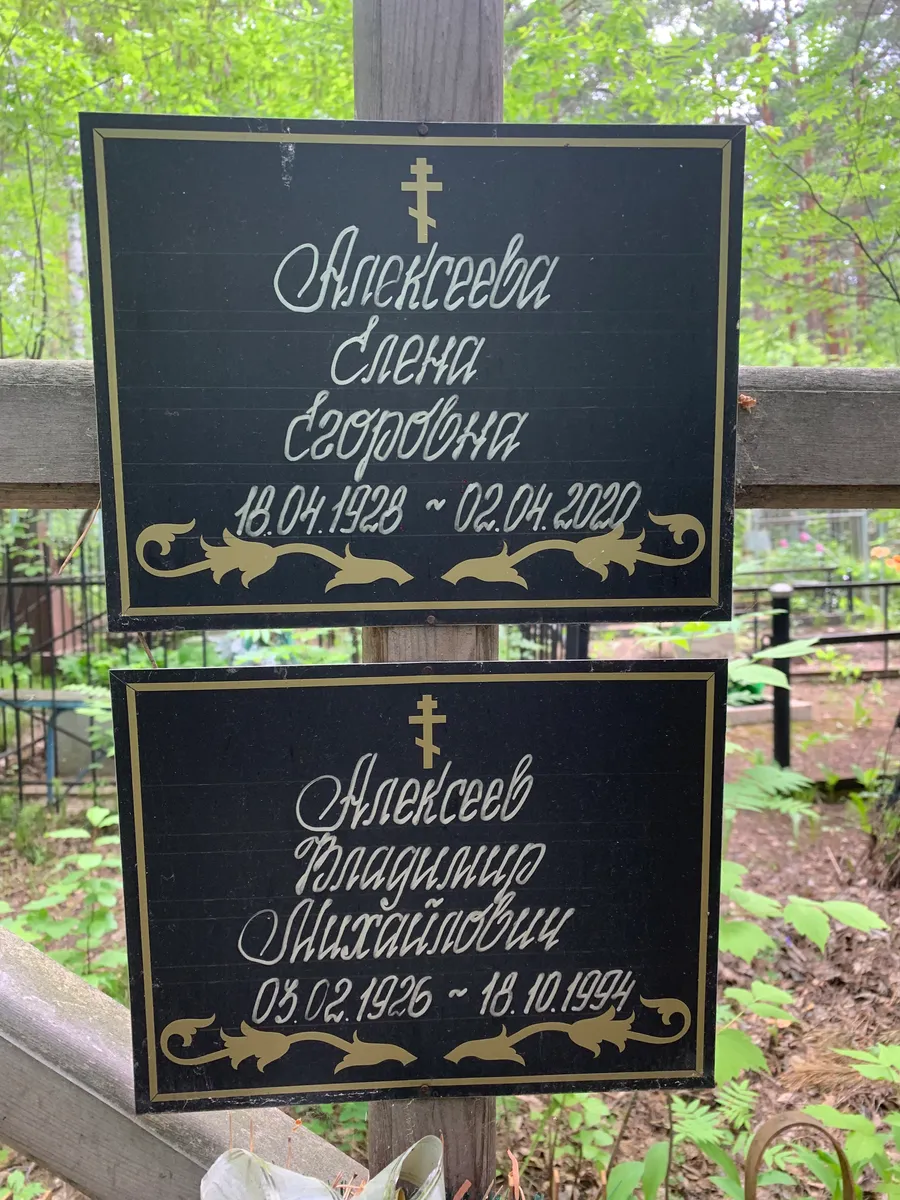 Алексеева
Елена
Егоровна
18.04.1928 ~ 02.04.2020
Алексеев
Владимир
Михайлович
03.02.1926 ~ 18.10.1994